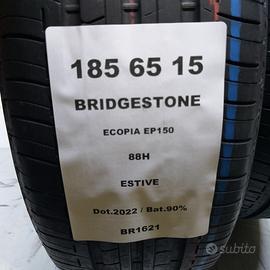 185 65 15
BRIDGESTONE
ECOPIA EP150
88H
ESTIVE
Dot.2022 / Bat.90%
BR1621
subito